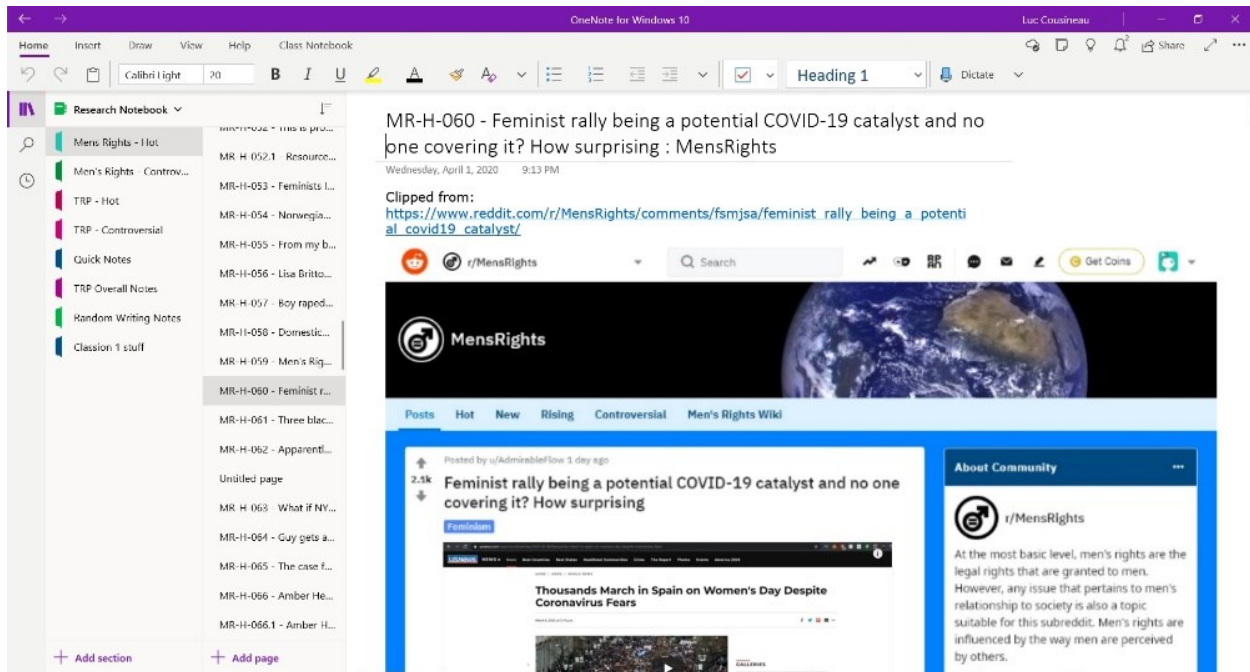 OneNote for Windows 10
Luc Cousineau
Home Insert Draw View Help Class Notebook
Share
Calibri Light 20 B I U A Heading 1 Dictate
Research Notebook
Mens Rights - Hot
Men's Rights - Controv...
TRP - Hot
TRP - Controversial
Quick Notes
TRP Overall Notes
Random Writing Notes
Classion 1 stuff
Add section
MR-H-052 - This is pro...
MR-H-052.1 - Resource...
MR-H-053 - Feminists I...
MR-H-054 - Norwegia...
MR-H-055 - From my b...
MR-H-056 - Lisa Britto...
MR-H-057 - Boy raped...
MR-H-058 - Domestic...
MR-H-059 - Men's Rig...
MR-H-060 - Feminist r...
MR-H-061 - Three blac...
MR-H-062 - Apparentl...
Untitled page
MR-H-063 - What if NY...
MR-H-064 - Guy gets a...
MR-H-065 - The case f...
MR-H-066 - Amber He...
MR-H-066.1 - Amber H...
Add page
MR-H-060 - Feminist rally being a potential COVID-19 catalyst and no
one covering it? How surprising : MensRights
Wednesday, April 1, 2020 9:13 PM
Clipped from:
https://www.reddit.com/r/MensRights/comments/fsmjsa/feminist_rally_being_a_potenti
al_covid19_catalyst/
r/MensRights
Search
Get Coins
MensRights
Posts Hot New Rising Controversial Men's Rights Wiki
Posted by u/AdmirableFlow 1 day ago
2.1k
Feminist rally being a potential COVID-19 catalyst and no one
covering it? How surprising
Feminism
Thousands March in Spain on Women's Day Despite
Coronavirus Fears
GALLERIES
About Community
r/MensRights
At the most basic level, men's rights are the
legal rights that are granted to men.
However, any issue that pertains to men's
relationship to society is also a topic
suitable for this subreddit. Men's rights are
influenced by the way men are perceived
by others.